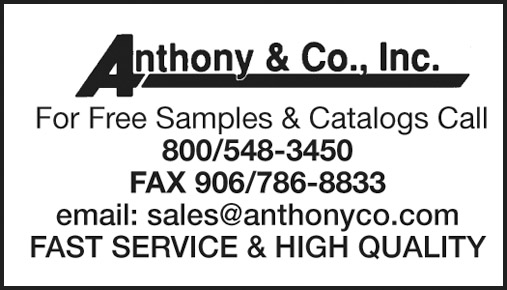 Anthony & Co., Inc.
For Free Samples & Catalogs Call
800/548-3450
FAX 906/786-8833
email: sales@anthonyco.com
FAST SERVICE & HIGH QUALITY